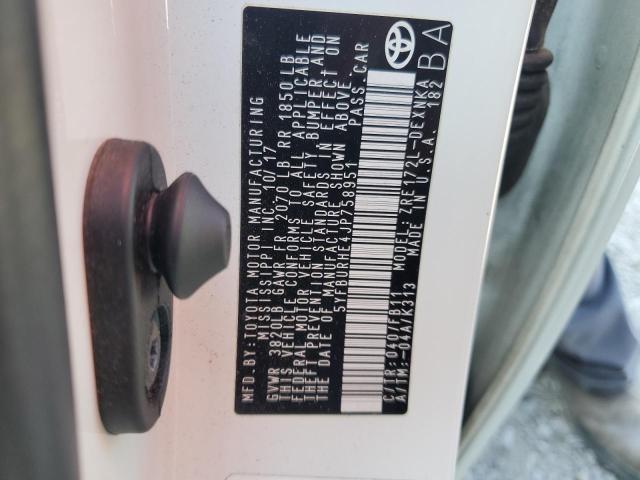 MFD.BY:TOYOTA MOTOR MANUFACTURING
MISSISSIPPI INC. 10/17
GVWR 3820LB GAWR FR 2070 LB RR 1850LB
THIS VEHICLE CONFORMS TO ALL APPLICABLE
FEDERAL MOTOR VEHICLE SAFETY, BUMPER AND
THEFT PREVENTION STANDARDS IN EFFECT ON
THE DATE OF MANUFACTURE SHOWN ABOVE.
5YFBURHE4JP758951 PASS.CAR
C/TR:040/FB11 MODEL:ZRE172L-DEXNKA
A/TM:-04A/K313 MADE IN U.S.A. 182
BA